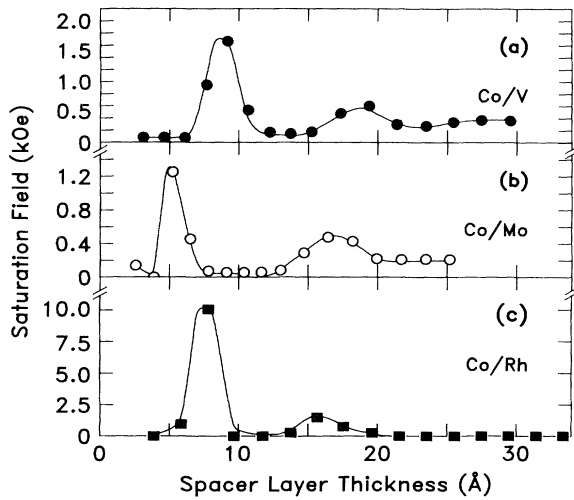 2.0
(a)
1.5
1.0
Co/V
0.5
0
(b)
1.2
0.8
Co/Mo
0.4
0
(c)
10.0
7.5
Co/Rh
5.0
2.5
0
0 10 20 30
Spacer Layer Thickness (Å)
Saturation Field (kOe)